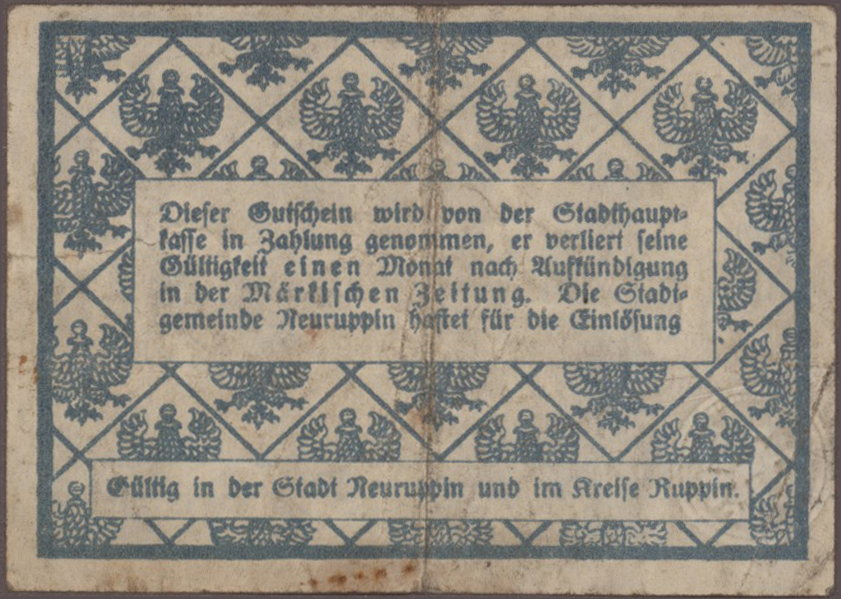 Dieser Gutschein wird von der Stadthaupt-
kasse in Zahlung genommen, er verliert seine
Gültigkeit einen Monat nach Aufkündigung
in der Märkischen Zeitung. Die Stadt-
gemeinde Neuruppin haftet für die Einlösung
Gültig in der Stadt Neuruppin und im Kreise Ruppin.